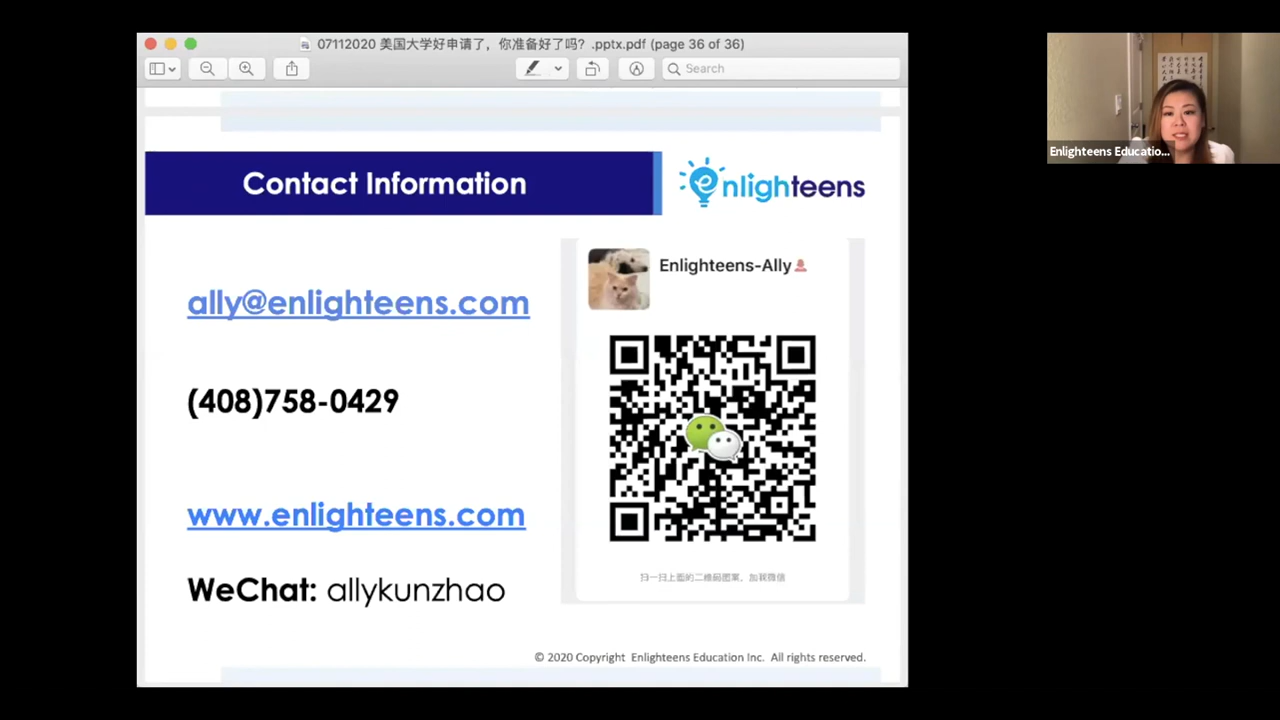 07112020 美国大学好申请了，你准备好了吗？.pptx.pdf (page 36 of 36)
Search
Contact Information
enlighteens
Enlighteens-Ally
ally@enlighteens.com
(408)758-0429
www.enlighteens.com
WeChat: allykunzhao
扫一扫上面的二维码图案，加我微信
© 2020 Copyright Enlighteens Education Inc. All rights reserved.
Enlighteens Educatio...